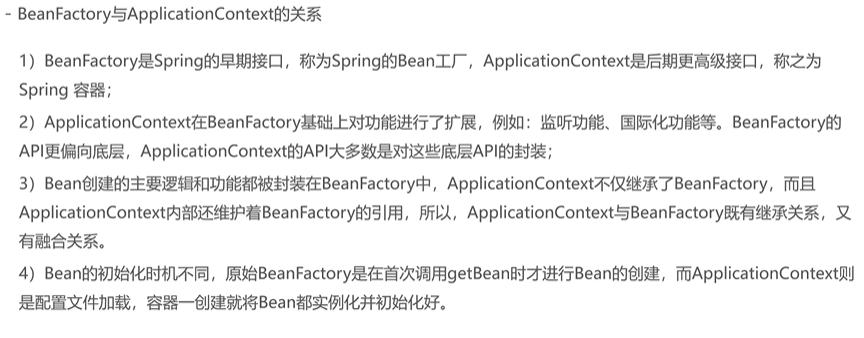 - BeanFactory与ApplicationContext的关系
1）BeanFactory是Spring的早期接口，称为Spring的Bean工厂，ApplicationContext是后期更高级接口，称之为
Spring 容器；
2）ApplicationContext在BeanFactory基础上对功能进行了扩展，例如：监听功能、国际化功能等。BeanFactory的
API更偏向底层，ApplicationContext的API大多数是对这些底层API的封装；
3）Bean创建的主要逻辑和功能都被封装在BeanFactory中，ApplicationContext不仅继承了BeanFactory，而且
ApplicationContext内部还维护着BeanFactory的引用，所以，ApplicationContext与BeanFactory既有继承关系，又
有融合关系。
4）Bean的初始化时机不同，原始BeanFactory是在首次调用getBean时才进行Bean的创建，而ApplicationContext则
是配置文件加载，容器一创建就将Bean都实例化并初始化好。